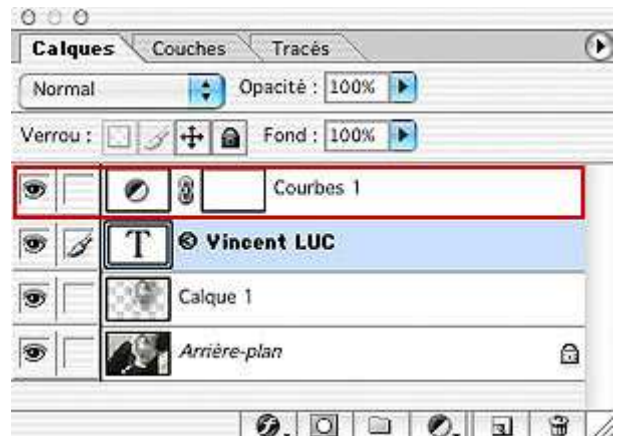 Calques Couches Tracés
Normal Opacité : 100%
Verrou : Fond : 100%
Courbes 1
T © Vincent LUC
Calque 1
Arrière-plan